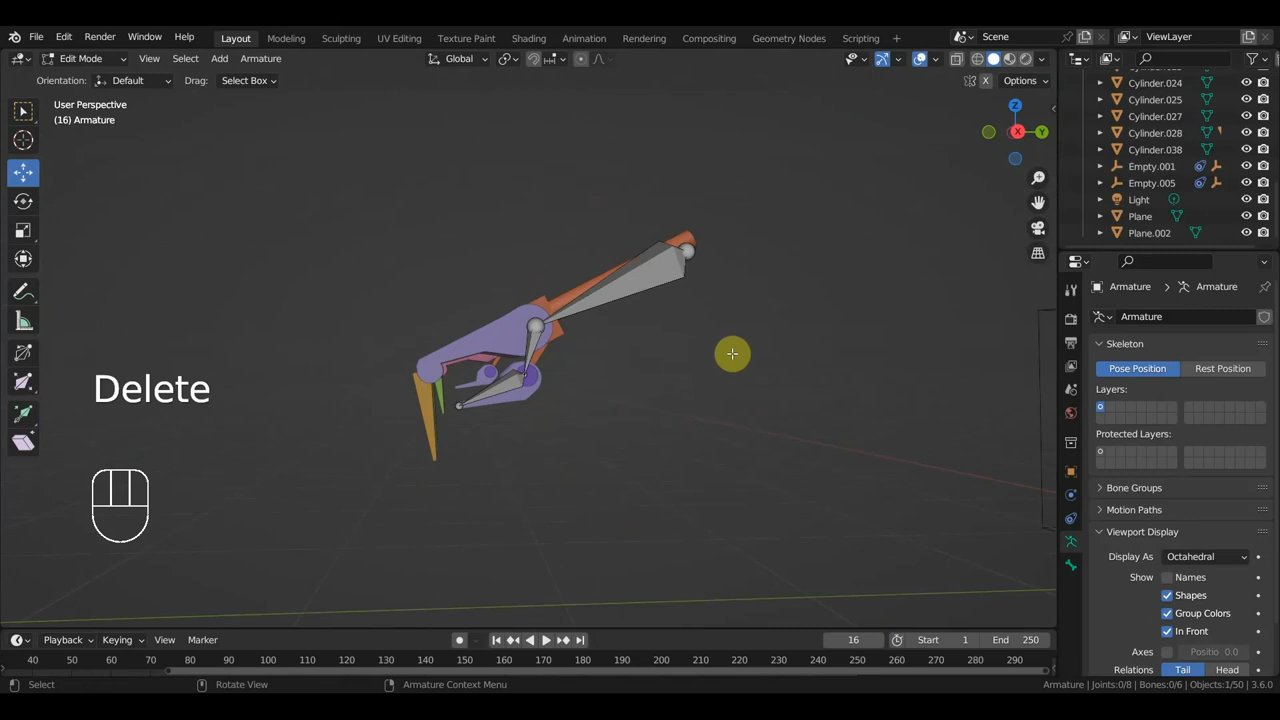 File Edit Render Window Help Layout Modeling Sculpting UV Editing Texture Paint Shading Animation Rendering Compositing Geometry Nodes Scripting + Scene ViewLayer
Edit Mode View Select Add Armature Global X Options
Orientation: Default Drag: Select Box
User Perspective
(16) Armature
Z
X
Y
Delete
Cylinder.024
Cylinder.025
Cylinder.027
Cylinder.028
Cylinder.038
Empty.001
Empty.005
Light
Plane
Plane.002
Armature > Armature
Armature
Skeleton
Pose Position Rest Position
Layers:
Protected Layers:
Bone Groups
Motion Paths
Viewport Display
Display As Octahedral
Show Names
Shapes
Group Colors
In Front
Axes Positio 0.0
Relations Tail Head
Playback Keying View Marker 16 Start 1 End 250
40 50 60 70 80 90 100 110 120 130 140 150 160 170 180 190 200 210 220 230 240 250 260 270 280 290
Select Rotate View Armature Context Menu Armature | Joints:0/8 | Bones:0/6 | Objects:1/50 | 3.6.0